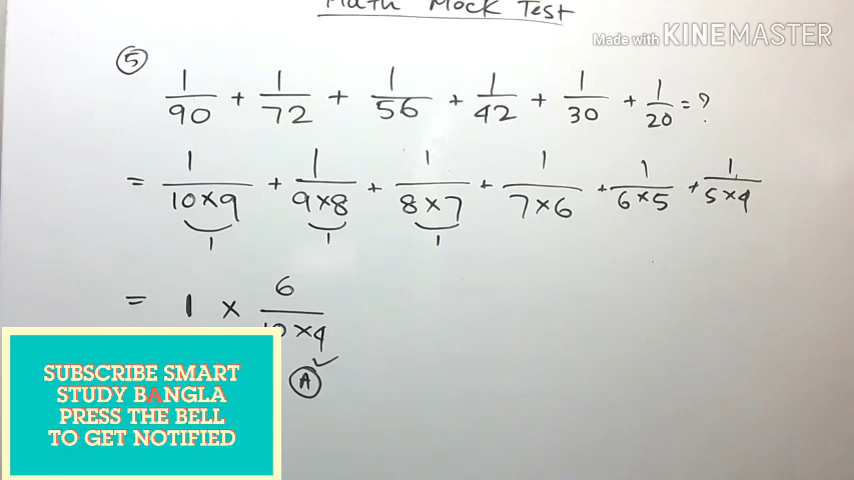 Math Mock Test
Made with KINEMASTER
⑤
1/90 + 1/72 + 1/56 + 1/42 + 1/30 + 1/20 = ?
= 1/(10×9) + 1/(9×8) + 1/(8×7) + 1/(7×6) + 1/(6×5) + 1/(5×4)
1 1 1
= 1 × 6/(10×4)
Ⓐ ✓
SUBSCRIBE SMART
STUDY BANGLA
PRESS THE BELL
TO GET NOTIFIED